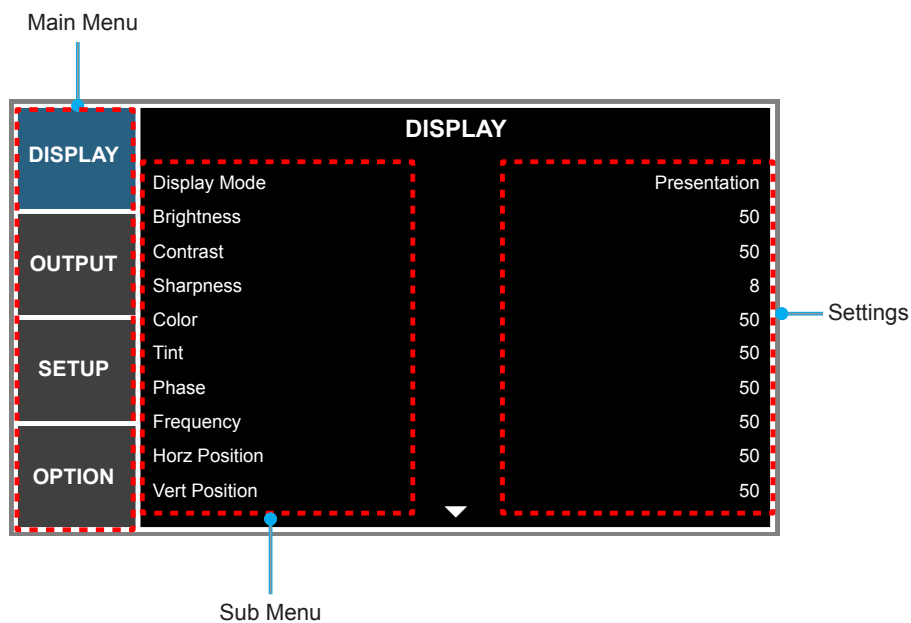 Main Menu
DISPLAY
DISPLAY
OUTPUT
SETUP
OPTION
Display Mode Presentation
Brightness 50
Contrast 50
Sharpness 8
Color 50
Tint 50
Phase 50
Frequency 50
Horz Position 50
Vert Position 50
Settings
Sub Menu